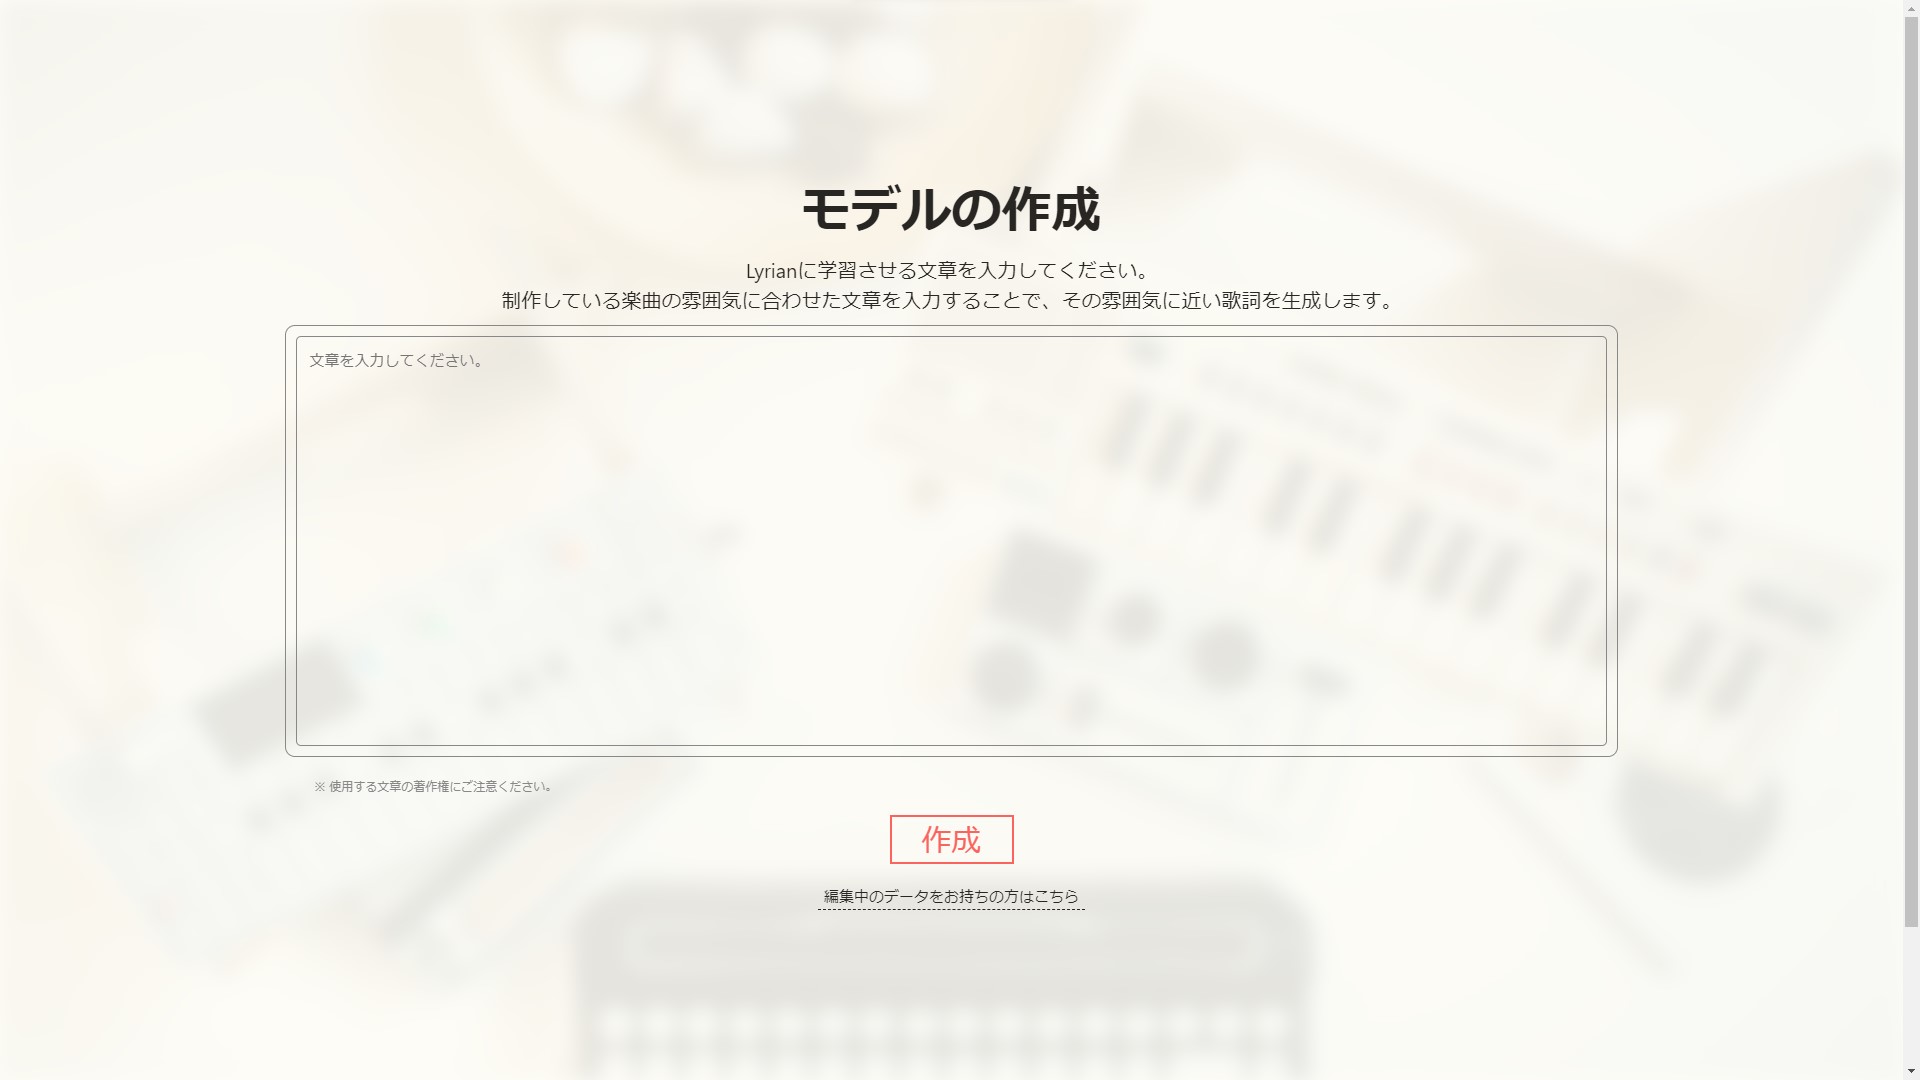 モデルの作成
Lyrianに学習させる文章を入力してください。
制作している楽曲の雰囲気に合わせた文章を入力することで、その雰囲気に近い歌詞を生成します。
文章を入力してください。
※ 使用する文章の著作権にご注意ください。
作成
編集中のデータをお持ちの方はこちら